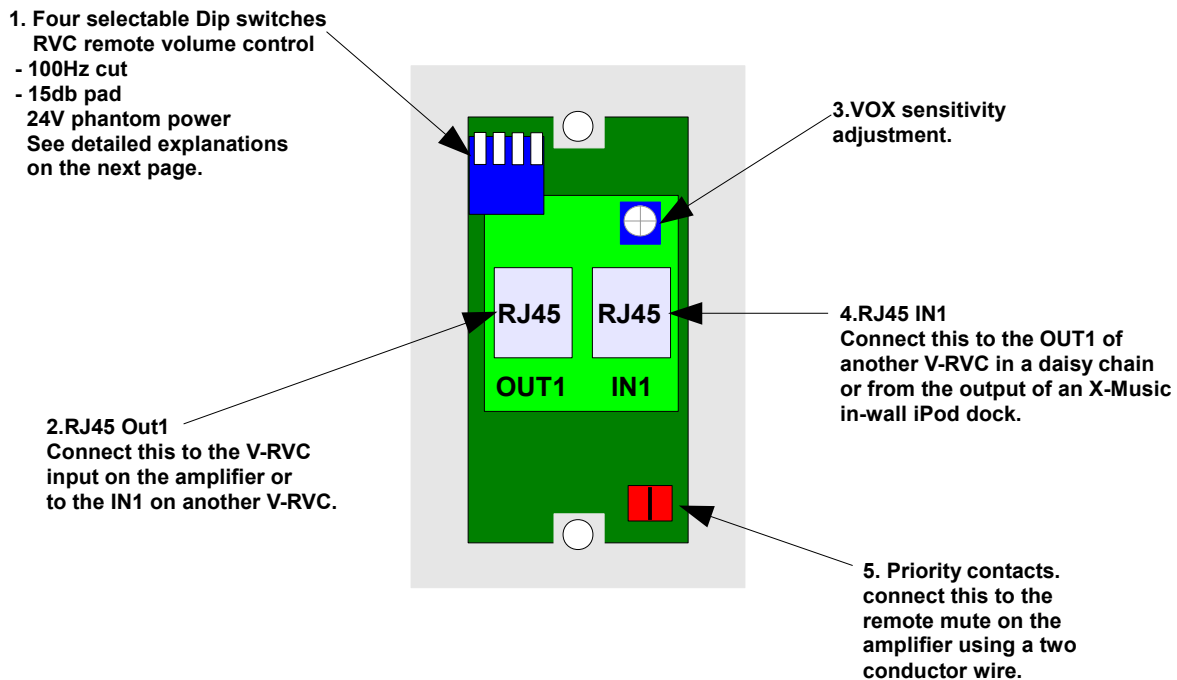 1. Four selectable Dip switches
RVC remote volume control
- 100Hz cut
- 15db pad
24V phantom power
See detailed explanations
on the next page.
3.VOX sensitivity
adjustment.
RJ45
RJ45
OUT1
IN1
4.RJ45 IN1
Connect this to the OUT1 of
another V-RVC in a daisy chain
or from the output of an X-Music
in-wall iPod dock.
2.RJ45 Out1
Connect this to the V-RVC
input on the amplifier or
to the IN1 on another V-RVC.
5. Priority contacts.
connect this to the
remote mute on the
amplifier using a two
conductor wire.